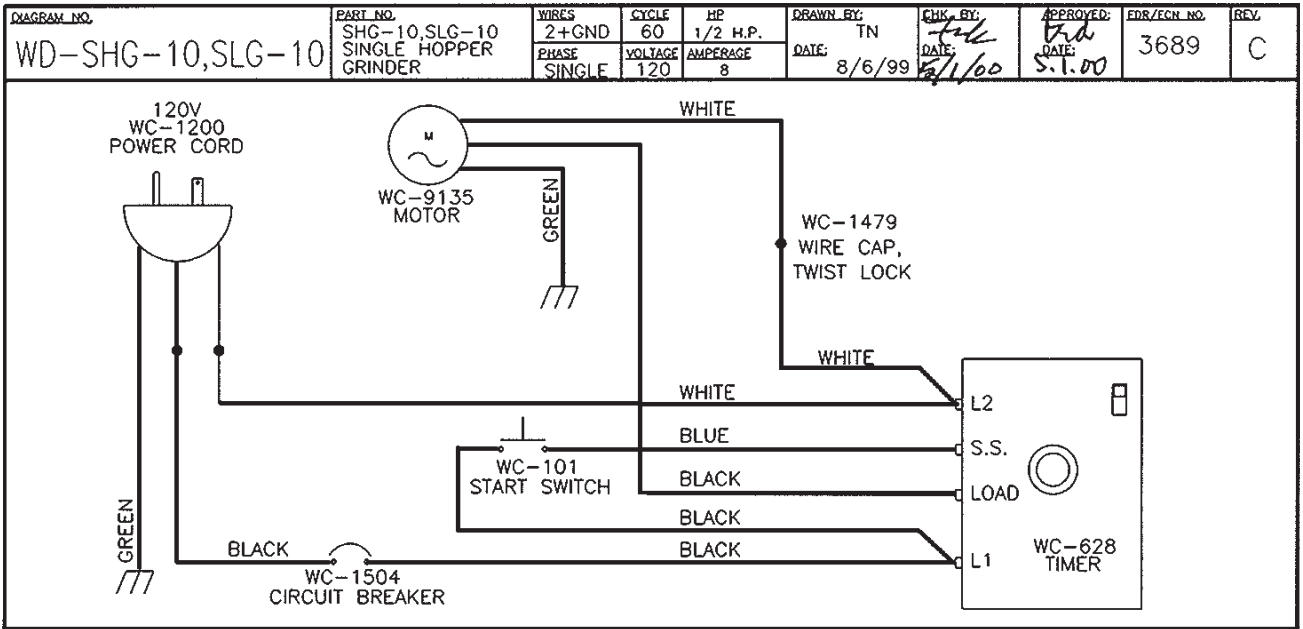 DIAGRAM NO.
WD-SHG-10,SLG-10
PART NO.
SHG-10,SLG-10
SINGLE HOPPER
GRINDER
WIRES
2+GND
PHASE
SINGLE
CYCLE
60
VOLTAGE
120
HP
1/2 H.P.
AMPERAGE
8
DRAWN BY:
TN
DATE:
8/6/99
CHK. BY:
DATE:
5/1/00
APPROVED:
DATE:
5.1.00
EDR/ECN NO.
3689
REV.
C
120V
WC-1200
POWER CORD
M
WC-9135
MOTOR
GREEN
WHITE
WC-1479
WIRE CAP,
TWIST LOCK
WHITE
WHITE
L2
BLUE
S.S.
WC-101
START SWITCH
BLACK
LOAD
BLACK
GREEN
BLACK
BLACK
L1
WC-1504
CIRCUIT BREAKER
WC-628
TIMER